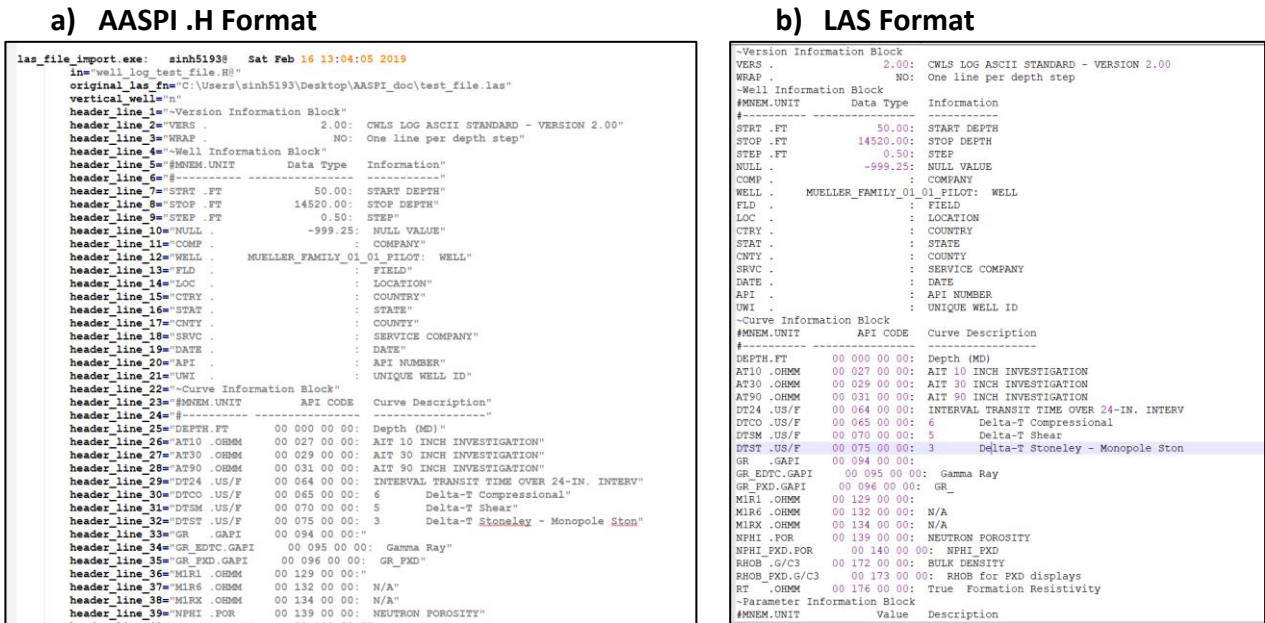 a) AASPI .H Format
las_file_import.exe: sinh5193@ Sat Feb 16 13:04:05 2019
in="well_log_test_file.H@"
original_las_fn="C:\Users\sinh5193\Desktop\AASPI_doc\test_file.las"
vertical_well="n"
header_line_1="~Version Information Block"
header_line_2="VERS . 2.00: CWLS LOG ASCII STANDARD - VERSION 2.00"
header_line_3="WRAP . NO: One line per depth step"
header_line_4="~Well Information Block"
header_line_5="#MNEM.UNIT Data Type Information"
header_line_6="#---------- ---------------- -----------"
header_line_7="STRT .FT 50.00: START DEPTH"
header_line_8="STOP .FT 14520.00: STOP DEPTH"
header_line_9="STEP .FT 0.50: STEP"
header_line_10="NULL . -999.25: NULL VALUE"
header_line_11="COMP . : COMPANY"
header_line_12="WELL . MUELLER_FAMILY_01_01_PILOT: WELL"
header_line_13="FLD . : FIELD"
header_line_14="LOC . : LOCATION"
header_line_15="CTRY . : COUNTRY"
header_line_16="STAT . : STATE"
header_line_17="CNTY . : COUNTY"
header_line_18="SRVC . : SERVICE COMPANY"
header_line_19="DATE . : DATE"
header_line_20="API . : API NUMBER"
header_line_21="UWI . : UNIQUE WELL ID"
header_line_22="~Curve Information Block"
header_line_23="#MNEM.UNIT API CODE Curve Description"
header_line_24="#---------- ---------------- -----------------"
header_line_25="DEPTH.FT 00 000 00 00: Depth (MD)"
header_line_26="AT10 .OHMM 00 027 00 00: AIT 10 INCH INVESTIGATION"
header_line_27="AT30 .OHMM 00 029 00 00: AIT 30 INCH INVESTIGATION"
header_line_28="AT90 .OHMM 00 031 00 00: AIT 90 INCH INVESTIGATION"
header_line_29="DT24 .US/F 00 064 00 00: INTERVAL TRANSIT TIME OVER 24-IN. INTERV"
header_line_30="DTCO .US/F 00 065 00 00: 6 Delta-T Compressional"
header_line_31="DTSM .US/F 00 070 00 00: 5 Delta-T Shear"
header_line_32="DTST .US/F 00 075 00 00: 3 Delta-T Stoneley - Monopole Ston"
header_line_33="GR .GAPI 00 094 00 00:"
header_line_34="GR_EDTC.GAPI 00 095 00 00: Gamma Ray"
header_line_35="GR_PXD.GAPI 00 096 00 00: GR_PXD"
header_line_36="M1R1 .OHMM 00 129 00 00:"
header_line_37="M1R6 .OHMM 00 132 00 00: N/A"
header_line_38="M1RX .OHMM 00 134 00 00: N/A"
header_line_39="NPHI .POR 00 139 00 00: NEUTRON POROSITY"
b) LAS Format
~Version Information Block
VERS . 2.00: CWLS LOG ASCII STANDARD - VERSION 2.00
WRAP . NO: One line per depth step
~Well Information Block
#MNEM.UNIT Data Type Information
#---------- ---------------- -----------
STRT .FT 50.00: START DEPTH
STOP .FT 14520.00: STOP DEPTH
STEP .FT 0.50: STEP
NULL . -999.25: NULL VALUE
COMP . : COMPANY
WELL . MUELLER_FAMILY_01_01_PILOT: WELL
FLD . : FIELD
LOC . : LOCATION
CTRY . : COUNTRY
STAT . : STATE
CNTY . : COUNTY
SRVC . : SERVICE COMPANY
DATE . : DATE
API . : API NUMBER
UWI . : UNIQUE WELL ID
~Curve Information Block
#MNEM.UNIT API CODE Curve Description
#---------- ---------------- -----------------
DEPTH.FT 00 000 00 00: Depth (MD)
AT10 .OHMM 00 027 00 00: AIT 10 INCH INVESTIGATION
AT30 .OHMM 00 029 00 00: AIT 30 INCH INVESTIGATION
AT90 .OHMM 00 031 00 00: AIT 90 INCH INVESTIGATION
DT24 .US/F 00 064 00 00: INTERVAL TRANSIT TIME OVER 24-IN. INTERV
DTCO .US/F 00 065 00 00: 6 Delta-T Compressional
DTSM .US/F 00 070 00 00: 5 Delta-T Shear
DTST .US/F 00 075 00 00: 3 Delta-T Stoneley - Monopole Ston
GR .GAPI 00 094 00 00:
GR_EDTC.GAPI 00 095 00 00: Gamma Ray
GR_PXD.GAPI 00 096 00 00: GR_
M1R1 .OHMM 00 129 00 00:
M1R6 .OHMM 00 132 00 00: N/A
M1RX .OHMM 00 134 00 00: N/A
NPHI .POR 00 139 00 00: NEUTRON POROSITY
NPHI_PXD.POR 00 140 00 00: NPHI_PXD
RHOB .G/C3 00 172 00 00: BULK DENSITY
RHOB_PXD.G/C3 00 173 00 00: RHOB for PXD displays
RT .OHMM 00 176 00 00: True Formation Resistivity
~Parameter Information Block
#MNEM.UNIT Value Description